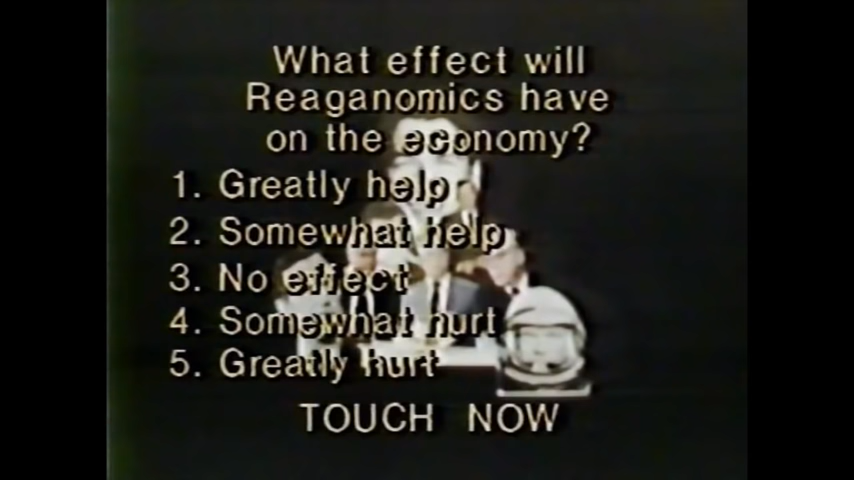 What effect will
Reaganomics have
on the economy?
1. Greatly help
2. Somewhat help
3. No effect
4. Somewhat hurt
5. Greatly hurt
TOUCH NOW